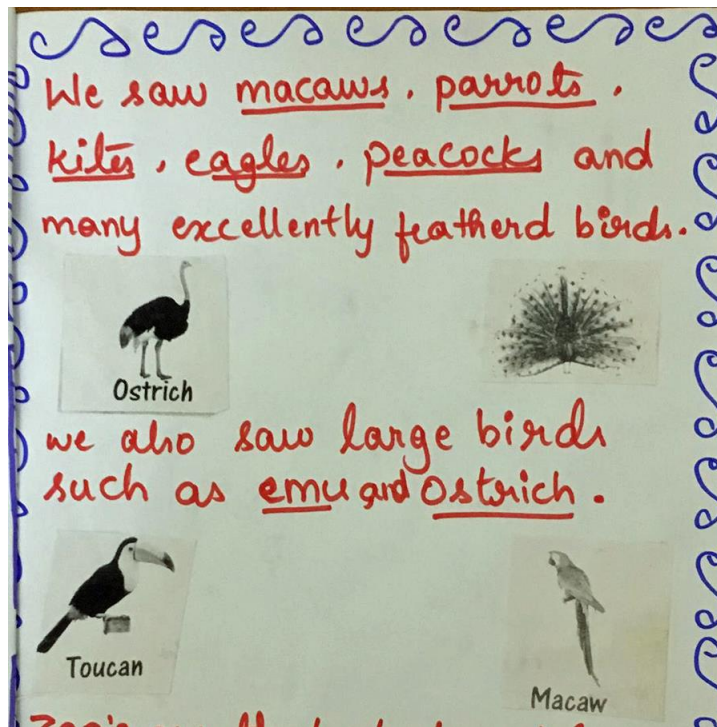 We saw macaws, parrots,
kites, eagles, peacocks and
many excellently featherd birds.
Ostrich
we also saw large birds
such as emu and Ostrich.
Toucan
Macaw